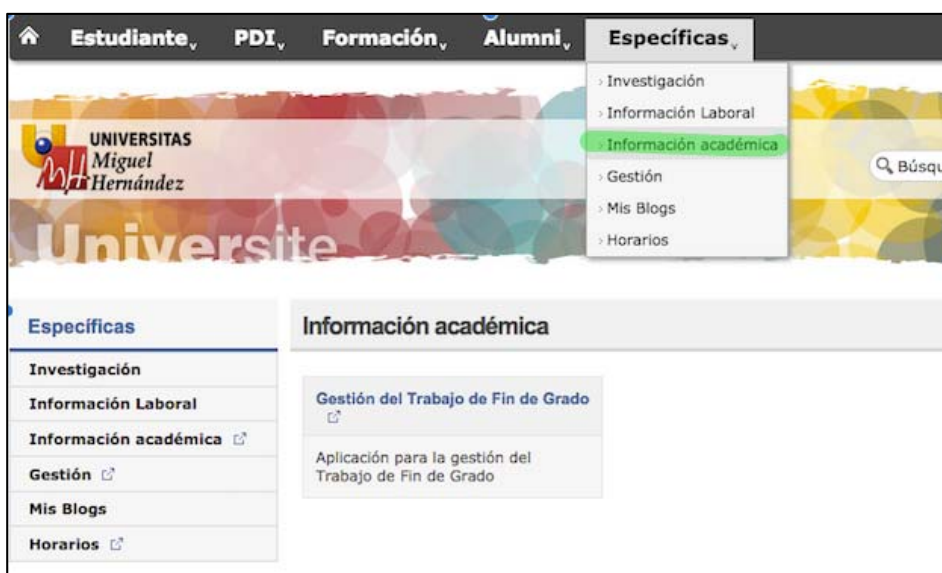 Estudiante PDI Formación Alumni Específicas
Investigación
Información Laboral
Información académica
Gestión
Mis Blogs
Horarios
UNIVERSITAS
Miguel
Hernández
Búsqu
Universite
Específicas
Investigación
Información Laboral
Información académica
Gestión
Mis Blogs
Horarios
Información académica
Gestión del Trabajo de Fin de Grado
Aplicación para la gestión del
Trabajo de Fin de Grado